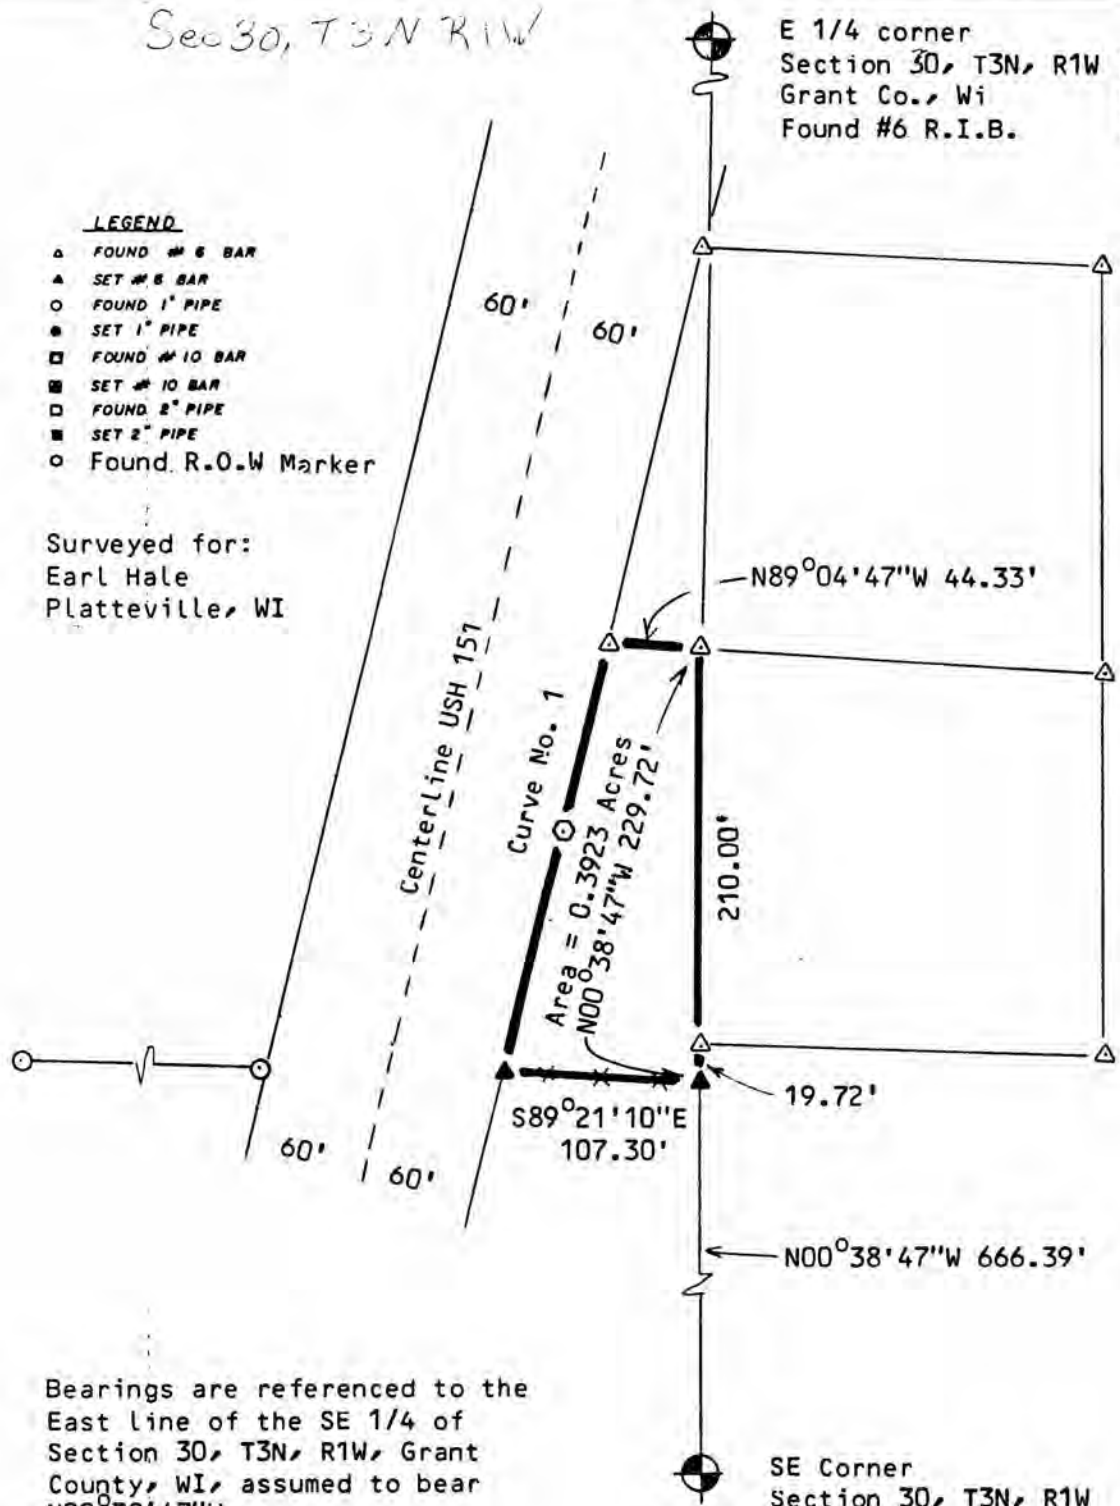 Sec 30, T3N R1W
E 1/4 corner
Section 30, T3N, R1W
Grant Co., Wi
Found #6 R.I.B.
LEGEND
FOUND # 6 BAR
SET # 6 BAR
FOUND 1" PIPE
SET 1" PIPE
FOUND # 10 BAR
SET # 10 BAR
FOUND 2" PIPE
SET 2" PIPE
Found R.O.W Marker
Surveyed for:
Earl Hale
Platteville, WI
60'
60'
N89°04'47"W 44.33'
Centerline USH 151
Curve No. 1
Area = 0.3923 Acres
N00°38'47"W 229.72'
210.00'
19.72'
S89°21'10"E
107.30'
60'
60'
N00°38'47"W 666.39'
Bearings are referenced to the
East line of the SE 1/4 of
Section 30, T3N, R1W, Grant
County, WI, assumed to bear
SE Corner
Section 30, T3N, R1W